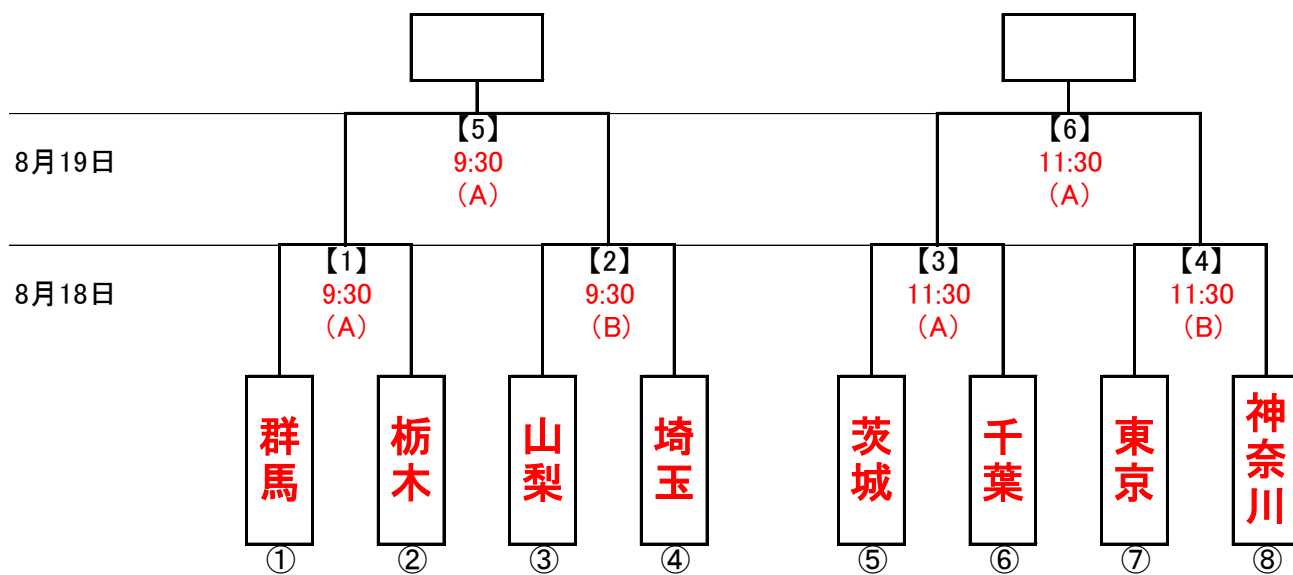 【5】
9:30
（A）
【6】
11:30
（A）
8月19日
【1】
9:30
（A）
【2】
9:30
（B）
【3】
11:30
（A）
【4】
11:30
（B）
8月18日
群馬
栃木
山梨
埼玉
茨城
千葉
東京
神奈川
①
②
③
④
⑤
⑥
⑦
⑧